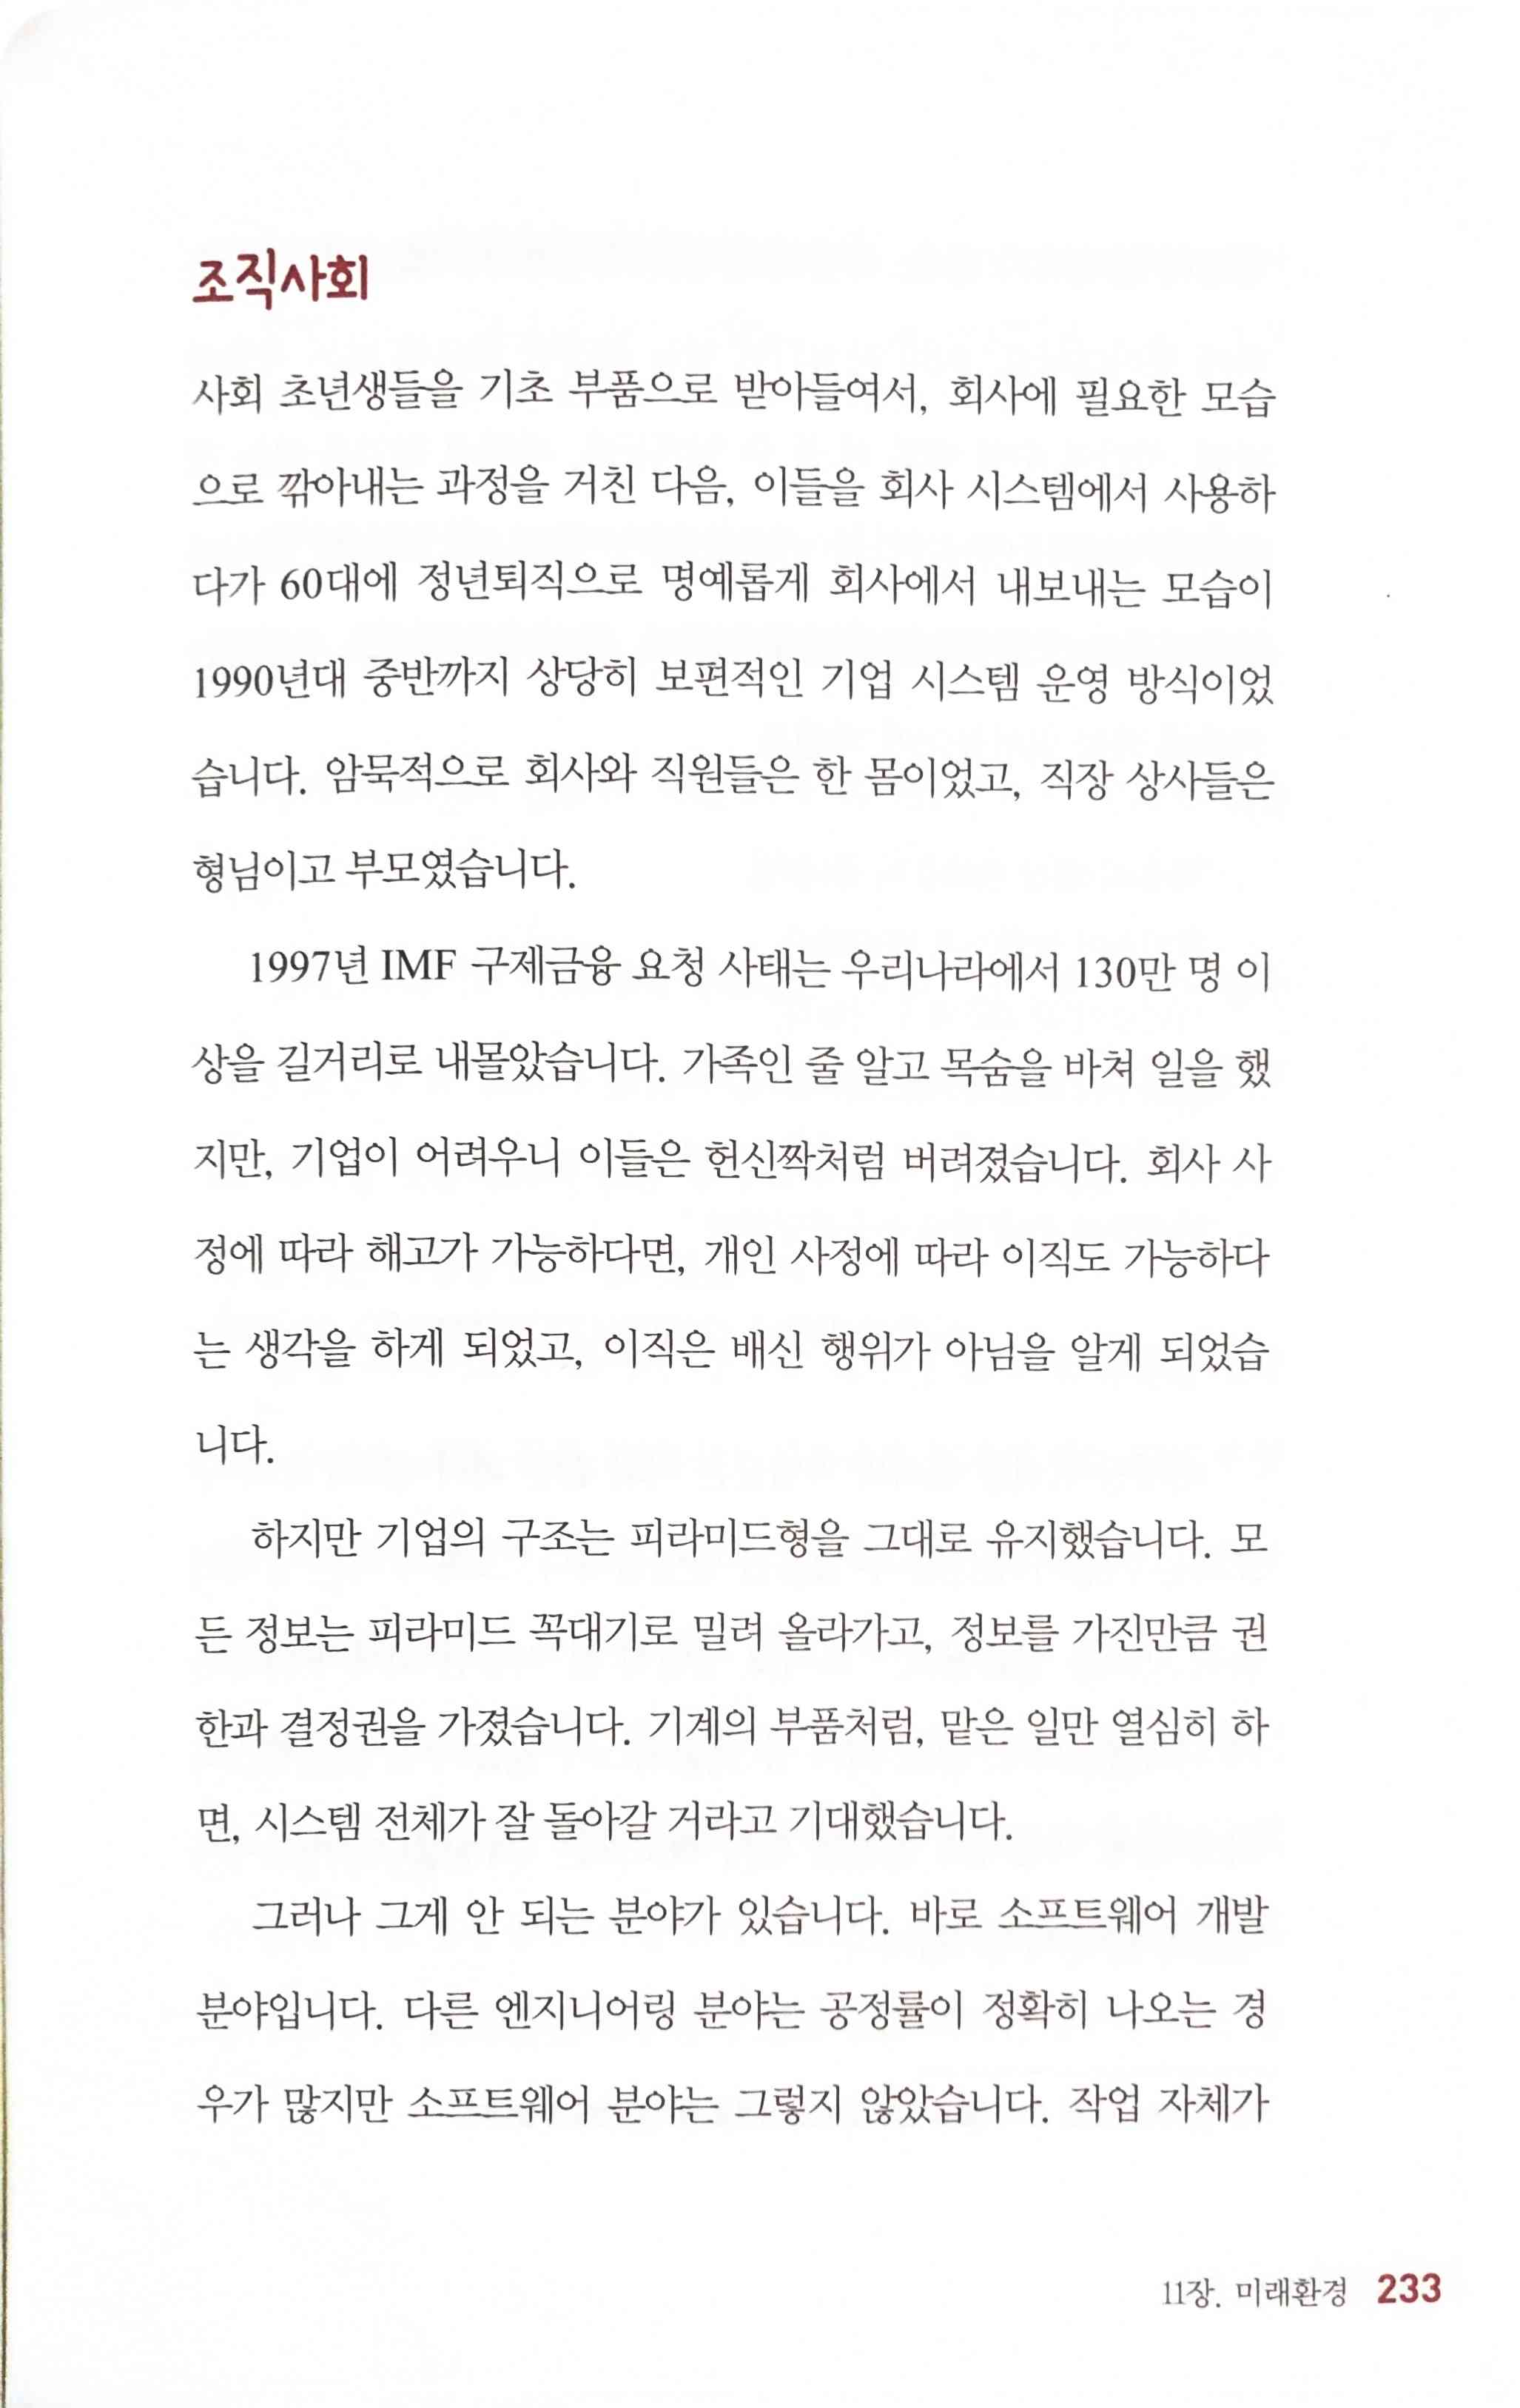 조직사회
사회 초년생들을 기초 부품으로 받아들여서, 회사에 필요한 모습
으로 깎아내는 과정을 거친 다음, 이들을 회사 시스템에서 사용하
다가 60대에 정년퇴직으로 명예롭게 회사에서 내보내는 모습이
1990년대 중반까지 상당히 보편적인 기업 시스템 운영 방식이었
습니다. 암묵적으로 회사와 직원들은 한 몸이었고, 직장 상사들은
형님이고 부모였습니다.
1997년 IMF 구제금융 요청 사태는 우리나라에서 130만 명 이
상을 길거리로 내몰았습니다. 가족인 줄 알고 목숨을 바쳐 일을 했
지만, 기업이 어려우니 이들은 헌신짝처럼 버려졌습니다. 회사 사
정에 따라 해고가 가능하다면, 개인 사정에 따라 이직도 가능하다
는 생각을 하게 되었고, 이직은 배신 행위가 아님을 알게 되었습
니다.
하지만 기업의 구조는 피라미드형을 그대로 유지했습니다. 모
든 정보는 피라미드 꼭대기로 밀려 올라가고, 정보를 가진만큼 권
한과 결정권을 가졌습니다. 기계의 부품처럼, 맡은 일만 열심히 하
면, 시스템 전체가 잘 돌아갈 거라고 기대했습니다.
그러나 그게 안 되는 분야가 있습니다. 바로 소프트웨어 개발
분야입니다. 다른 엔지니어링 분야는 공정률이 정확히 나오는 경
우가 많지만 소프트웨어 분야는 그렇지 않았습니다. 작업 자체가
11장. 미래환경 233